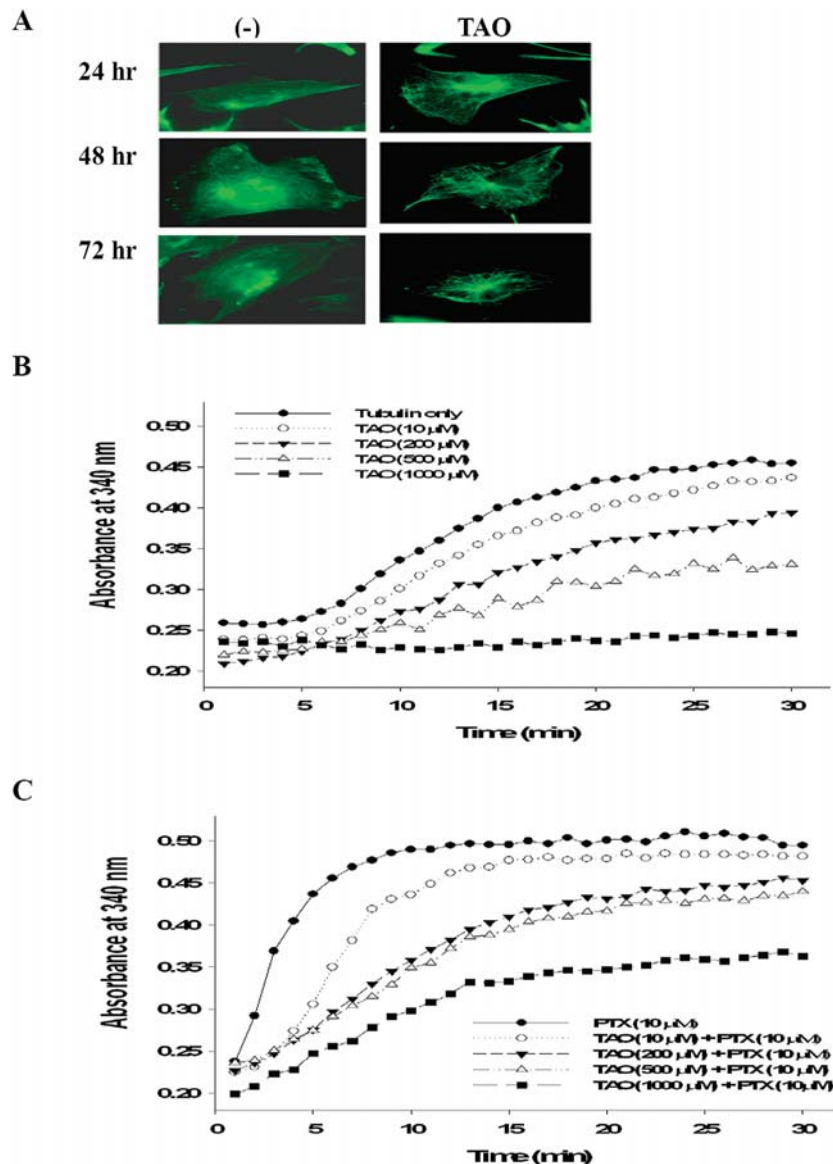 A
(-) TAO
24 hr
48 hr
72 hr
B
Absorbance at 340 nm
0.50
0.45
0.40
0.35
0.30
0.25
0.20
Tubulin only
TAO (10 μM)
TAO (200 μM)
TAO (500 μM)
TAO (1000 μM)
0 5 10 15 20 25 30
Time (min)
C
Absorbance at 340 nm
0.50
0.45
0.40
0.35
0.30
0.25
0.20
PTX (10 μM)
TAO (10 μM) + PTX (10 μM)
TAO (200 μM) + PTX (10 μM)
TAO (500 μM) + PTX (10 μM)
TAO (1000 μM) + PTX (10μM)
0 5 10 15 20 25 30
Time (min)